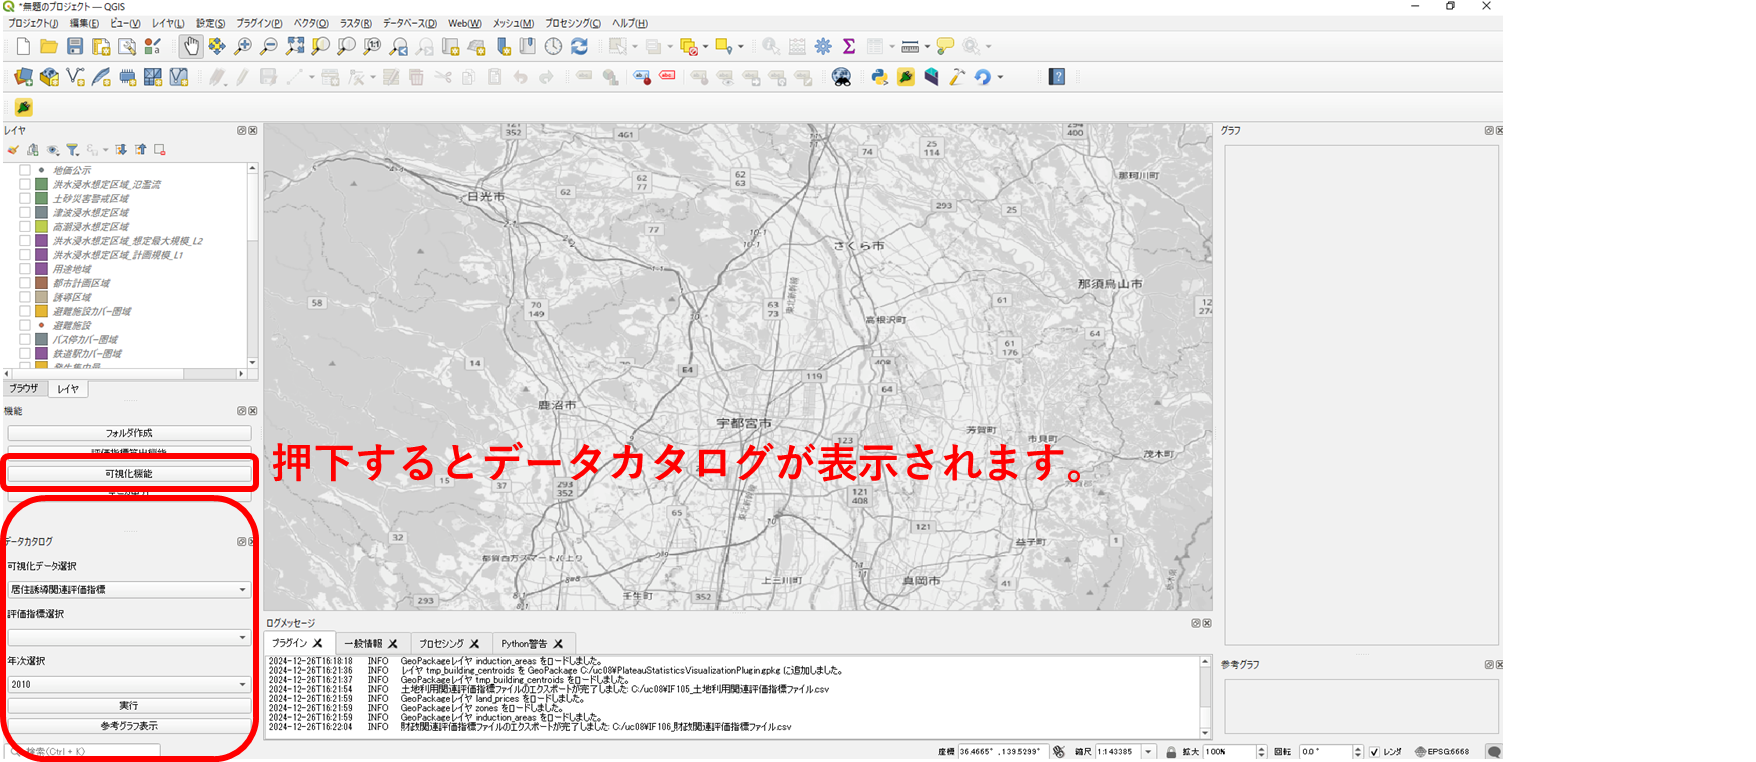 *無題のプロジェクト — QGIS
プロジェクト(J) 編集(E) ビュー(V) レイヤ(L) 設定(S) プラグイン(P) ベクタ(O) ラスタ(R) データベース(D) Web(W) メッシュ(M) プロセシング(C) ヘルプ(H)
レイヤ
地価公示
洪水浸水想定区域_氾濫流
土砂災害警戒区域
津波浸水想定区域
高潮浸水想定区域
洪水浸水想定区域_想定最大規模_L2
洪水浸水想定区域_計画規模_L1
用途地域
都市計画区域
誘導区域
避難施設カバー圏域
避難施設
バス停カバー圏域
鉄道駅カバー圏域
ブラウザ レイヤ
機能
フォルダ作成
可視化機能
押下するとデータカタログが表示されます。
データカタログ
可視化データ選択
居住誘導関連評価指標
評価指標選択
年次選択
2010
実行
参考グラフ表示
検索(Ctrl + K)
日光市
さくら市
那珂川町
那須烏山市
高根沢町
鹿沼市
宇都宮市
芳賀町
市貝町
茂木町
益子町
真岡市
上三川町
壬生町
グラフ
参考グラフ
ログメッセージ
プラグイン 一般情報 プロセシング Python警告
2024-12-26T16:18:18 INFO GeoPackageレイヤ induction_areas をロードしました。
2024-12-26T16:21:36 INFO レイヤ tmp_building_centroids を GeoPackage C:/uc08¥PlateauStatisticsVisualizationPlugin.gpkg に追加しました。
2024-12-26T16:21:37 INFO GeoPackageレイヤ tmp_building_centroids をロードしました。
2024-12-26T16:21:54 INFO 土地利用関連評価指標ファイルのエクスポートが完了しました: C:/uc08¥IF105_土地利用関連評価指標ファイル.csv
2024-12-26T16:21:59 INFO GeoPackageレイヤ land_prices をロードしました。
2024-12-26T16:21:59 INFO GeoPackageレイヤ zones をロードしました。
2024-12-26T16:21:59 INFO GeoPackageレイヤ induction_areas をロードしました。
2024-12-26T16:22:04 INFO 財政関連評価指標ファイルのエクスポートが完了しました: C:/uc08¥IF106_財政関連評価指標ファイル.csv
座標 36.4665°,139.5299° 縮尺 1:143385 拡大 100% 回転 0.0° レンダ EPSG:6668